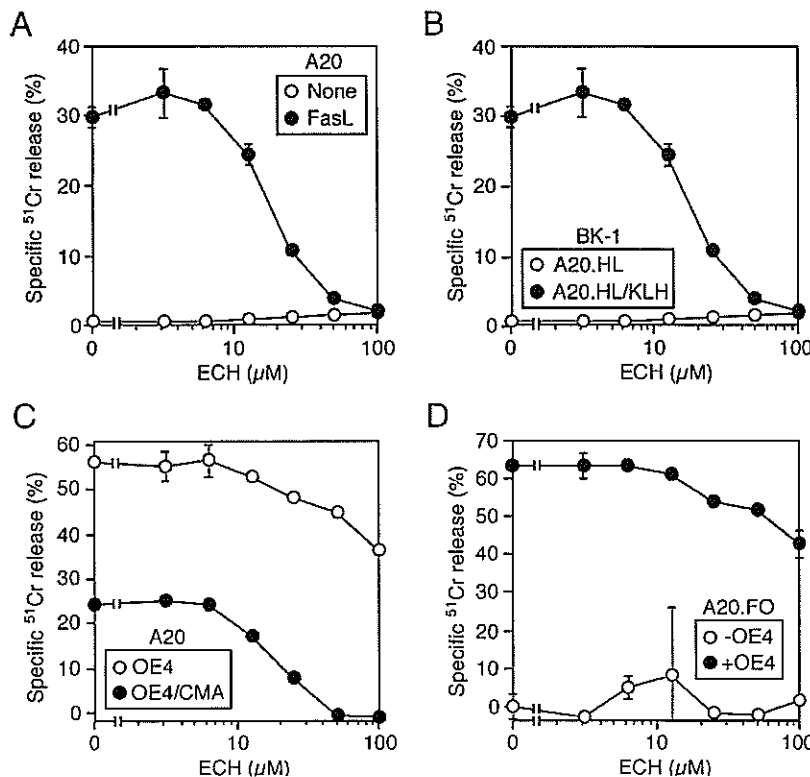 A
Specific ⁵¹Cr release (%)
40
30
20
10
0
A20
None
FasL
0
10
100
ECH (µM)
B
Specific ⁵¹Cr release (%)
40
30
20
10
0
BK-1
A20.HL
A20.HL/KLH
0
10
100
ECH (µM)
C
Specific ⁵¹Cr release (%)
60
50
40
30
20
10
0
A20
OE4
OE4/CMA
0
10
100
ECH (µM)
D
Specific ⁵¹Cr release (%)
70
60
50
40
30
20
10
0
A20.FO
-OE4
+OE4
0
10
100
ECH (µM)